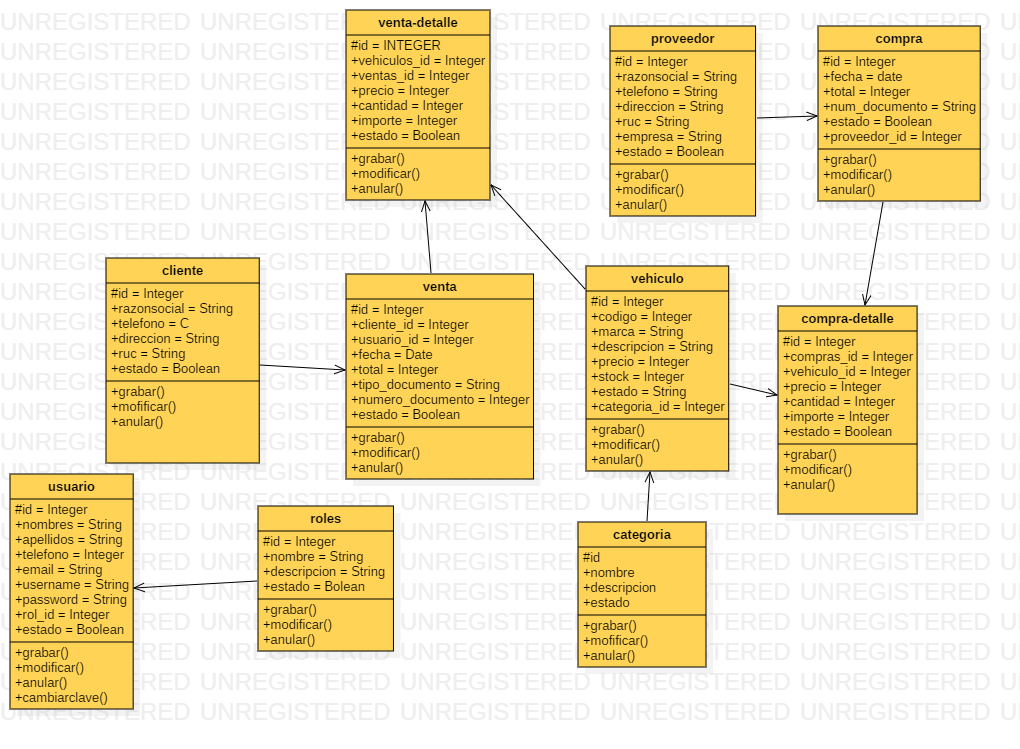 venta-detalle
#id = INTEGER
+vehiculos_id = Integer
+ventas_id = Integer
+precio = Integer
+cantidad = Integer
+importe = Integer
+estado = Boolean
+grabar()
+modificar()
+anular()
proveedor
#id = Integer
+razonsocial = String
+telefono = String
+direccion = String
+ruc = String
+empresa = String
+estado = Boolean
+grabar()
+modificar()
+anular()
compra
#id = Integer
+fecha = date
+total = Integer
+num_documento = String
+estado = Boolean
+proveedor_id = Integer
+grabar()
+modificar()
+anular()
cliente
#id = Integer
+razonsocial = String
+telefono = C
+direccion = String
+ruc = String
+estado = Boolean
+grabar()
+mofificar()
+anular()
venta
#id = Integer
+cliente_id = Integer
+usuario_id = Integer
+fecha = Date
+total = Integer
+tipo_documento = String
+numero_documento = Integer
+estado = Boolean
+grabar()
+modificar()
+anular()
vehiculo
#id = Integer
+codigo = Integer
+marca = String
+descripcion = String
+precio = Integer
+stock = Integer
+estado = String
+categoria_id = Integer
+grabar()
+modificar()
+anular()
compra-detalle
#id = Integer
+compras_id = Integer
+vehiculo_id = Integer
+precio = Integer
+cantidad = Integer
+importe = Integer
+estado = Boolean
+grabar()
+modificar()
+anular()
usuario
#id = Integer
+nombres = String
+apellidos = String
+telefono = Integer
+email = String
+username = String
+password = String
+rol_id = Integer
+estado = Boolean
+grabar()
+modificar()
+anular()
+cambiarclave()
roles
#id = Integer
+nombre = String
+descripcion = String
+estado = Bolean
+grabar()
+modificar()
+anular()
categoria
#id
+nombre
+descripcion
+estado
+grabar()
+mofificar()
+anular()
UNREGISTERED